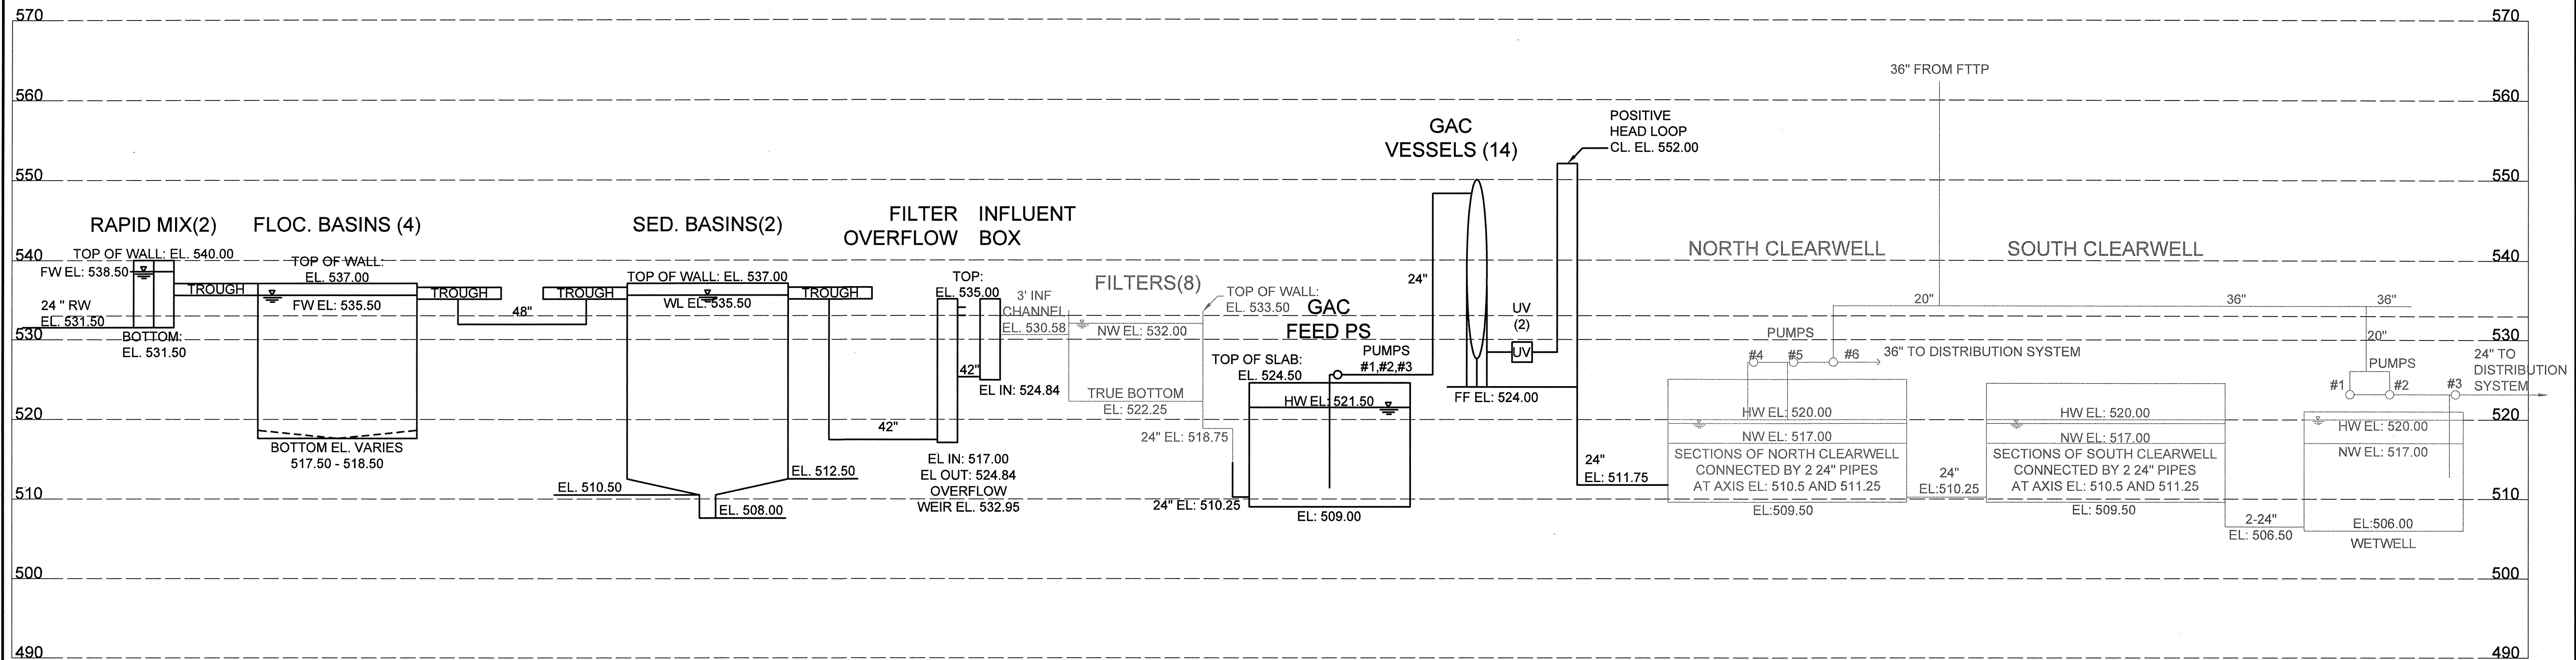 570
570
560
560
550
550
540
540
530
530
520
520
510
510
500
500
490
490
RAPID MIX(2)
TOP OF WALL: EL. 540.00
FW EL: 538.50
24 " RW
EL. 531.50
BOTTOM:
EL. 531.50
TROUGH
FLOC. BASINS (4)
TOP OF WALL:
EL. 537.00
FW EL: 535.50
BOTTOM EL. VARIES
517.50 - 518.50
TROUGH
48"
TROUGH
SED. BASINS(2)
TOP OF WALL: EL. 537.00
WL EL: 535.50
EL. 510.50
EL. 512.50
EL. 508.00
TROUGH
42"
FILTER
OVERFLOW
EL IN: 517.00
EL OUT: 524.84
OVERFLOW
WEIR EL. 532.95
INFLUENT
BOX
TOP:
EL. 535.00
42"
EL IN: 524.84
3' INF
CHANNEL
EL. 530.58
FILTERS(8)
TOP OF WALL:
EL. 533.50
NW EL: 532.00
TRUE BOTTOM
EL: 522.25
24" EL: 518.75
24" EL: 510.25
GAC
FEED PS
TOP OF SLAB:
EL. 524.50
PUMPS
#1,#2,#3
HW EL: 521.50
EL: 509.00
24"
GAC
VESSELS (14)
FF EL: 524.00
UV
(2)
UV
POSITIVE
HEAD LOOP
CL. EL. 552.00
24"
EL: 511.75
NORTH CLEARWELL
PUMPS
#4
#5
#6
36" TO DISTRIBUTION SYSTEM
HW EL: 520.00
NW EL: 517.00
SECTIONS OF NORTH CLEARWELL
CONNECTED BY 2 24" PIPES
AT AXIS EL: 510.5 AND 511.25
EL:509.50
24"
EL:510.25
36" FROM FTTP
20"
36"
36"
SOUTH CLEARWELL
HW EL: 520.00
NW EL: 517.00
SECTIONS OF SOUTH CLEARWELL
CONNECTED BY 2 24" PIPES
AT AXIS EL: 510.5 AND 511.25
EL: 509.50
2-24"
EL: 506.50
20"
PUMPS
#1
#2
#3
24" TO
DISTRIBUTION
SYSTEM
HW EL: 520.00
NW EL: 517.00
EL:506.00
WETWELL